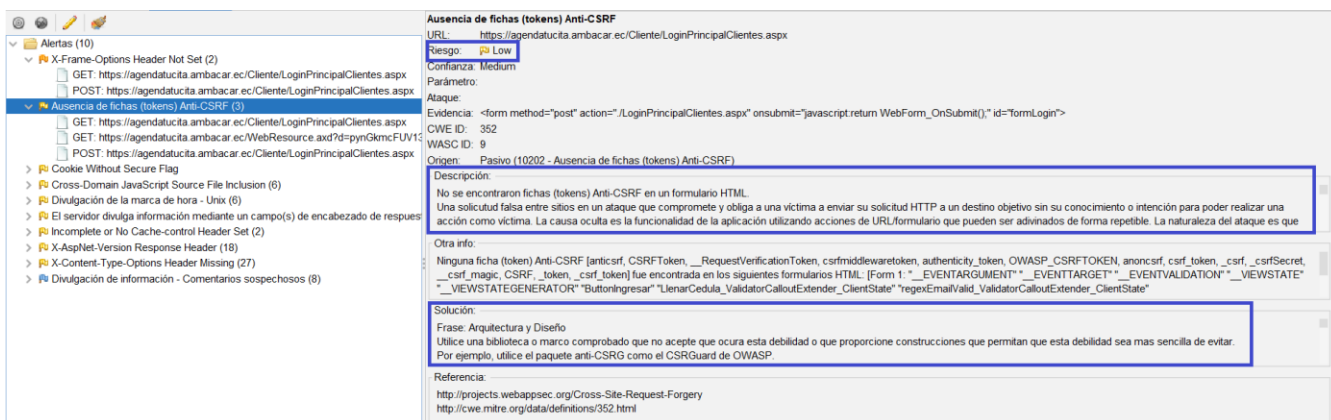 Alertas (10)
X-Frame-Options Header Not Set (2)
GET: https://agendatucita.ambacar.ec/Cliente/LoginPrincipalClientes.aspx
POST: https://agendatucita.ambacar.ec/Cliente/LoginPrincipalClientes.aspx
Ausencia de fichas (tokens) Anti-CSRF (3)
GET: https://agendatucita.ambacar.ec/Cliente/LoginPrincipalClientes.aspx
GET: https://agendatucita.ambacar.ec/WebResource.axd?d=pynGkmcFUV13
POST: https://agendatucita.ambacar.ec/Cliente/LoginPrincipalClientes.aspx
Cookie Without Secure Flag
Cross-Domain JavaScript Source File Inclusion (6)
Divulgación de la marca de hora - Unix (6)
El servidor divulga información mediante un campo(s) de encabezado de respues
Incomplete or No Cache-control Header Set (2)
X-AspNet-Version Response Header (18)
X-Content-Type-Options Header Missing (27)
Divulgación de información - Comentarios sospechosos (8)
Ausencia de fichas (tokens) Anti-CSRF
URL: https://agendatucita.ambacar.ec/Cliente/LoginPrincipalClientes.aspx
Riesgo: Low
Confianza: Medium
Parámetro:
Ataque:
Evidencia: <form method="post" action="./LoginPrincipalClientes.aspx" onsubmit="javascript:return WebForm_OnSubmit();" id="formLogin">
CWE ID: 352
WASC ID: 9
Origen: Pasivo (10202 - Ausencia de fichas (tokens) Anti-CSRF)
Descripción:
No se encontraron fichas (tokens) Anti-CSRF en un formulario HTML.
Una solicutud falsa entre sitios en un ataque que compromete y obliga a una víctima a enviar su solicitud HTTP a un destino objetivo sin su conocimiento o intención para poder realizar una
acción como víctima. La causa oculta es la funcionalidad de la aplicación utilizando acciones de URL/formulario que pueden ser adivinados de forma repetible. La naturaleza del ataque es que
Otra info:
Ninguna ficha (token) Anti-CSRF [anticsrf, CSRFToken, __RequestVerificationToken, csrfmiddlewaretoken, authenticity_token, OWASP_CSRFTOKEN, anoncsrf, csrf_token, _csrf, _csrfSecret,
__csrf_magic, CSRF, _token, _csrf_token] fue encontrada en los siguientes formularios HTML: [Form 1: "__EVENTARGUMENT" "__EVENTTARGET" "__EVENTVALIDATION" "__VIEWSTATE"
"__VIEWSTATEGENERATOR" "ButtonIngresar" "LlenarCedula_ValidatorCalloutExtender_ClientState" "regexEmailValid_ValidatorCalloutExtender_ClientState"
Solución:
Frase: Arquitectura y Diseño
Utilice una biblioteca o marco comprobado que no acepte que ocura esta debilidad o que proporcione construcciones que permitan que esta debilidad sea mas sencilla de evitar.
Por ejemplo, utilice el paquete anti-CSRG como el CSRGuard de OWASP.
Referencia:
http://projects.webappsec.org/Cross-Site-Request-Forgery
http://cwe.mitre.org/data/definitions/352.html